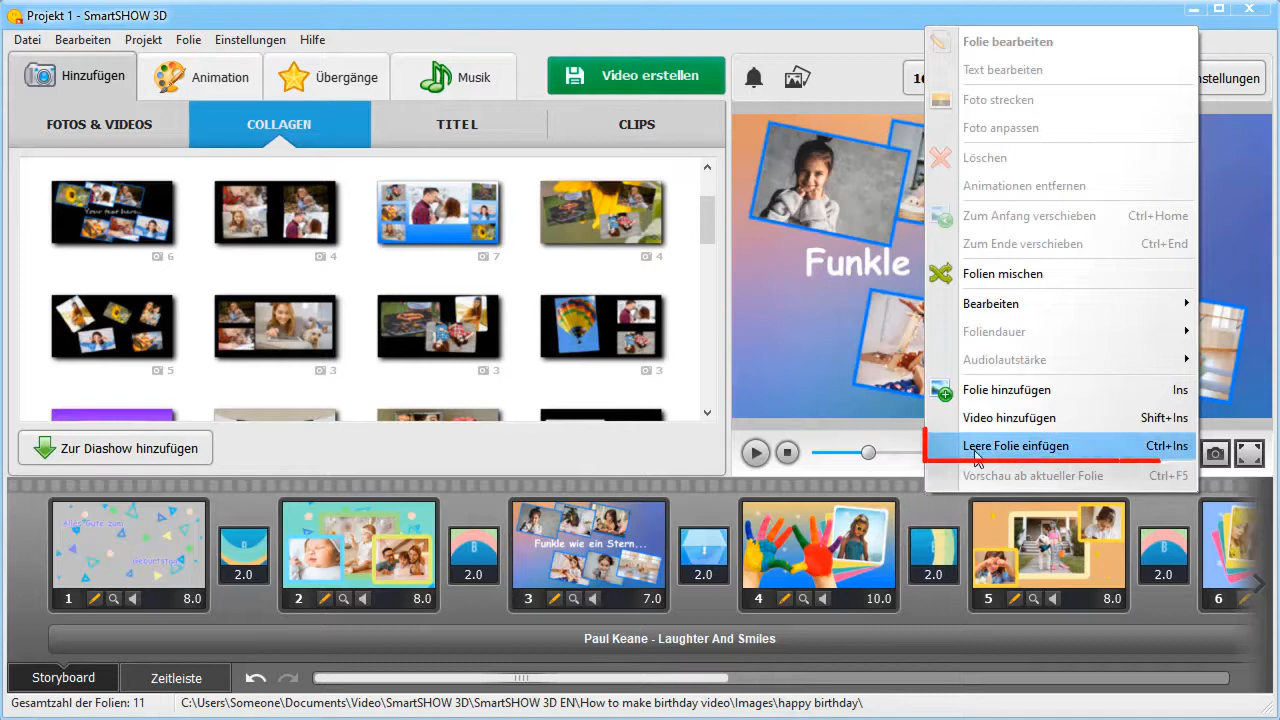 Projekt 1 - SmartSHOW 3D
Datei Bearbeiten Projekt Folie Einstellungen Hilfe
Hinzufügen Animation Übergänge Musik
Video erstellen
FOTOS & VIDEOS COLLAGEN TITEL CLIPS
6 4 7 4
5 3 3 3
Zur Diashow hinzufügen
Funkle
Folie bearbeiten
Text bearbeiten
Foto strecken
Foto anpassen
Löschen
Animationen entfernen
Zum Anfang verschieben Ctrl+Home
Zum Ende verschieben Ctrl+End
Folien mischen
Bearbeiten
Foliendauer
Audiolautstärke
Folie hinzufügen Ins
Video hinzufügen Shift+Ins
Leere Folie einfügen Ctrl+Ins
Vorschau ab aktueller Folie Ctrl+F5
Alles Gute zum
Geburtstag
Funkle wie ein Stern...
2.0 2.0 2.0 2.0 2.0
1 8.0 2 8.0 3 7.0 4 10.0 5 8.0 6
Paul Keane - Laughter And Smiles
Storyboard Zeitleiste
Gesamtzahl der Folien: 11 C:\Users\Someone\Documents\Video\SmartSHOW 3D\SmartSHOW 3D EN\How to make birthday video\Images\happy birthday\